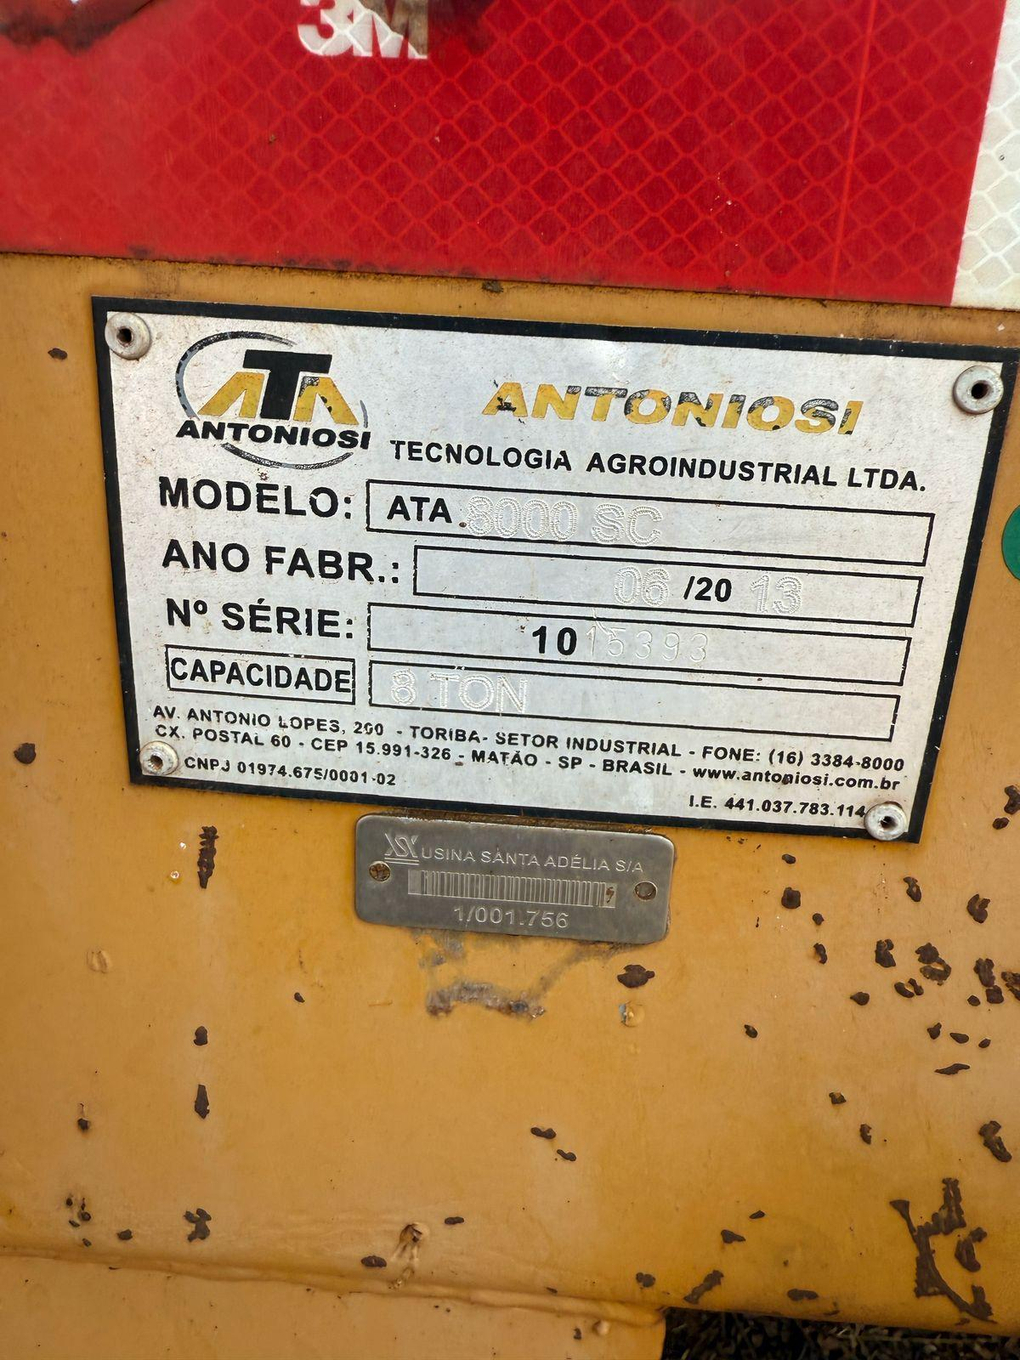 3M
ATA
ANTONIOSI
ANTONIOSI
TECNOLOGIA AGROINDUSTRIAL LTDA.
MODELO: ATA 8000 SC
ANO FABR.: 06 /20 13
Nº SÉRIE: 10 15393
CAPACIDADE 8 TON
AV. ANTONIO LOPES, 200 - TORIBA- SETOR INDUSTRIAL - FONE: (16) 3384-8000
CX. POSTAL 60 - CEP 15.991-326 - MATÃO - SP - BRASIL - www.antoniosi.com.br
CNPJ 01974.675/0001-02
I.E. 441.037.783.114
USINA SANTA ADÉLIA S/A
1/001.756